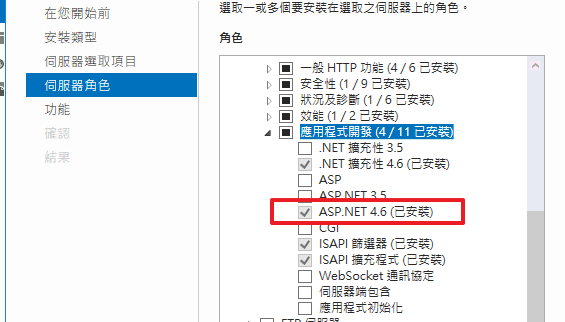 在您開始前
安裝類型
伺服器選取項目
伺服器角色
功能
確認
結果
選取一或多個要安裝在選取之伺服器上的角色。
角色
一般 HTTP 功能 (4 / 6 已安裝)
安全性 (1 / 9 已安裝)
狀況及診斷 (1 / 6 已安裝)
效能 (1 / 2 已安裝)
應用程式開發 (4 / 11 已安裝)
.NET 擴充性 3.5
.NET 擴充性 4.6 (已安裝)
ASP
ASP.NET 3.5
ASP.NET 4.6 (已安裝)
CGI
ISAPI 篩選器 (已安裝)
ISAPI 擴充程式 (已安裝)
WebSocket 通訊協定
伺服器端包含
應用程式初始化
FTP 伺服器